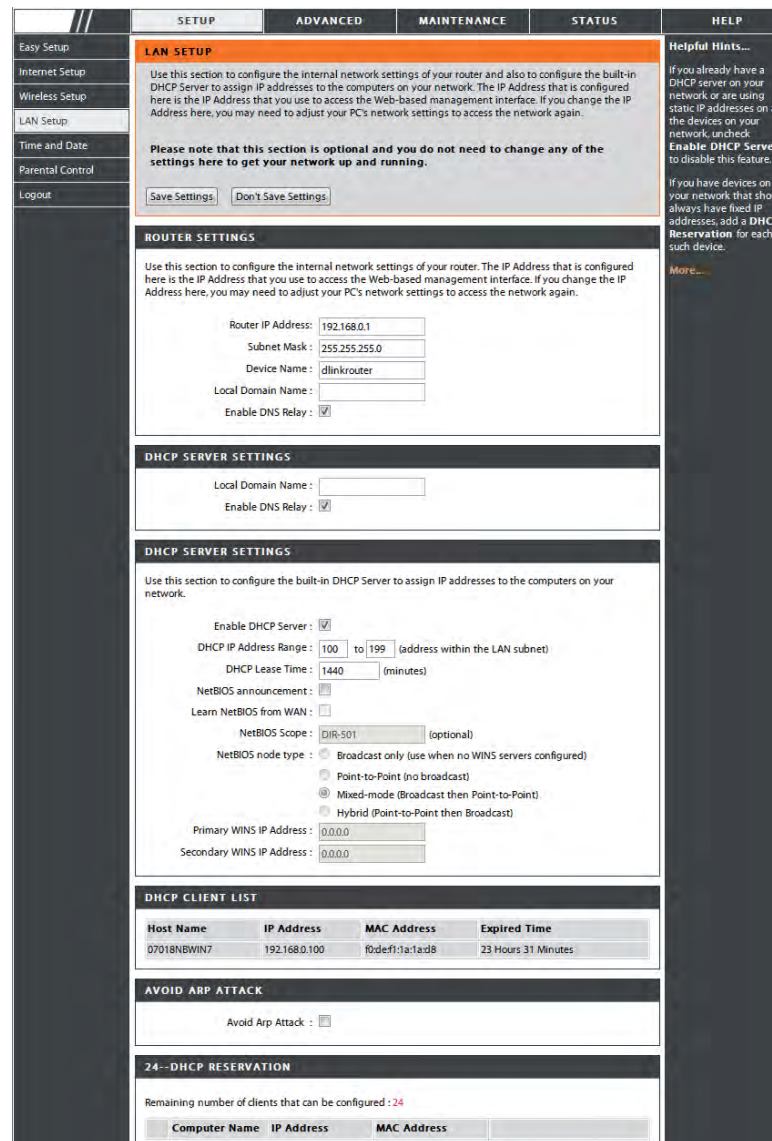 SETUP ADVANCED MAINTENANCE STATUS HELP
Easy Setup
Internet Setup
Wireless Setup
LAN Setup
Time and Date
Parental Control
Logout
LAN SETUP
Use this section to configure the internal network settings of your router and also to configure the built-in
DHCP Server to assign IP addresses to the computers on your network. The IP Address that is configured
here is the IP Address that you use to access the Web-based management interface. If you change the IP
Address here, you may need to adjust your PC's network settings to access the network again.
Please note that this section is optional and you do not need to change any of the
settings here to get your network up and running.
Save Settings Don't Save Settings
ROUTER SETTINGS
Use this section to configure the internal network settings of your router. The IP Address that is configured
here is the IP Address that you use to access the Web-based management interface. If you change the IP
Address here, you may need to adjust your PC's network settings to access the network again.
Router IP Address: 192.168.0.1
Subnet Mask : 255.255.255.0
Device Name : dlinkrouter
Local Domain Name :
Enable DNS Relay :
DHCP SERVER SETTINGS
Local Domain Name :
Enable DNS Relay :
DHCP SERVER SETTINGS
Use this section to configure the built-in DHCP Server to assign IP addresses to the computers on your
network.
Enable DHCP Server :
DHCP IP Address Range : 100 to 199 (address within the LAN subnet)
DHCP Lease Time : 1440 (minutes)
NetBIOS announcement :
Learn NetBIOS from WAN :
NetBIOS Scope : DIR-501 (optional)
NetBIOS node type : Broadcast only (use when no WINS servers configured)
Point-to-Point (no broadcast)
Mixed-mode (Broadcast then Point-to-Point)
Hybrid (Point-to-Point then Broadcast)
Primary WINS IP Address : 0.0.0.0
Secondary WINS IP Address : 0.0.0.0
DHCP CLIENT LIST
Host Name IP Address MAC Address Expired Time
07018NBWIN7 192.168.0.100 f0:de:f1:1a:1a:d8 23 Hours 31 Minutes
AVOID ARP ATTACK
Avoid Arp Attack :
24--DHCP RESERVATION
Remaining number of clients that can be configured : 24
Computer Name IP Address MAC Address
Helpful Hints...
If you already have a
DHCP server on your
network or are using
static IP addresses on a
the devices on your
network, uncheck
Enable DHCP Serve
to disable this feature.
If you have devices on
your network that sho
always have fixed IP
addresses, add a DHC
Reservation for each
such device.
More...